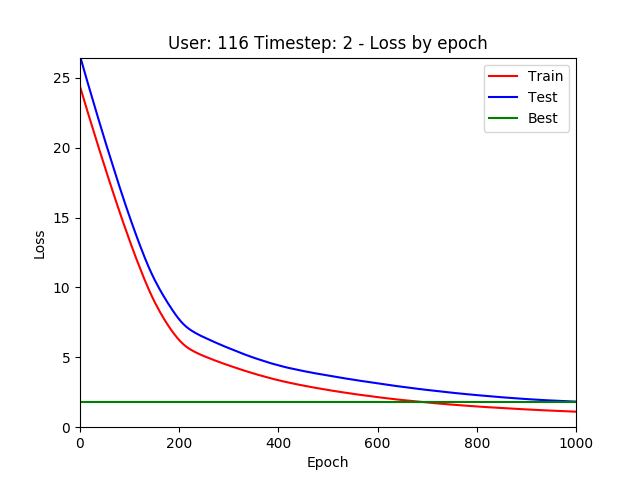 User: 116 Timestep: 2 - Loss by epoch
Train
Test
Best
Loss
25
20
15
10
5
0
0 200 400 600 800 1000
Epoch